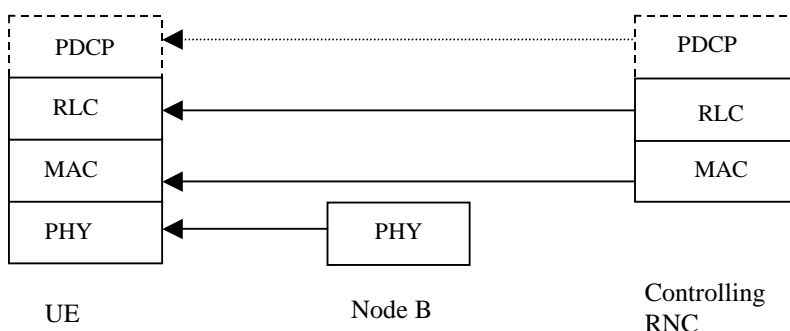 PDCP
PDCP
RLC
RLC
MAC
MAC
PHY
PHY
UE
Node B
Controlling
RNC